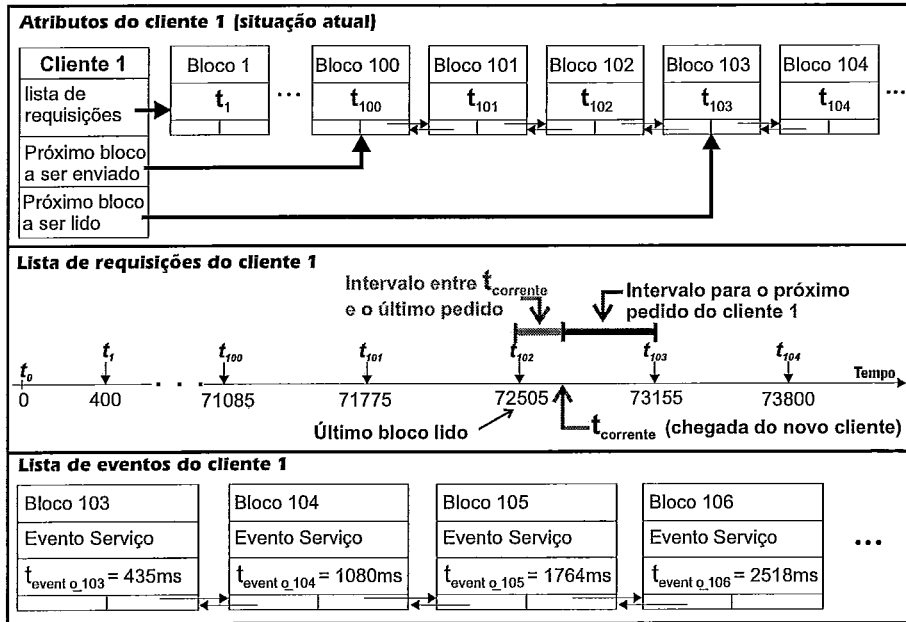 Atributos do cliente 1 (situação atual)
Cliente 1
lista de
requisições
Próximo bloco
a ser enviado
Próximo bloco
a ser lido
Bloco 1
t1
...
Bloco 100
t100
Bloco 101
t101
Bloco 102
t102
Bloco 103
t103
Bloco 104
t104
...
Lista de requisições do cliente 1
Intervalo entre tcorrente
e o último pedido
Intervalo para o próximo
pedido do cliente 1
t0
t1
t100
t101
t102
t103
t104
Tempo
0
400
. . .
71085
71775
72505
73155
73800
Último bloco lido
tcorrente (chegada do novo cliente)
Lista de eventos do cliente 1
Bloco 103
Evento Serviço
tevento_103 = 435ms
Bloco 104
Evento Serviço
tevento_104 = 1080ms
Bloco 105
Evento Serviço
tevento_105 = 1764ms
Bloco 106
Evento Serviço
tevento_106 = 2518ms
...